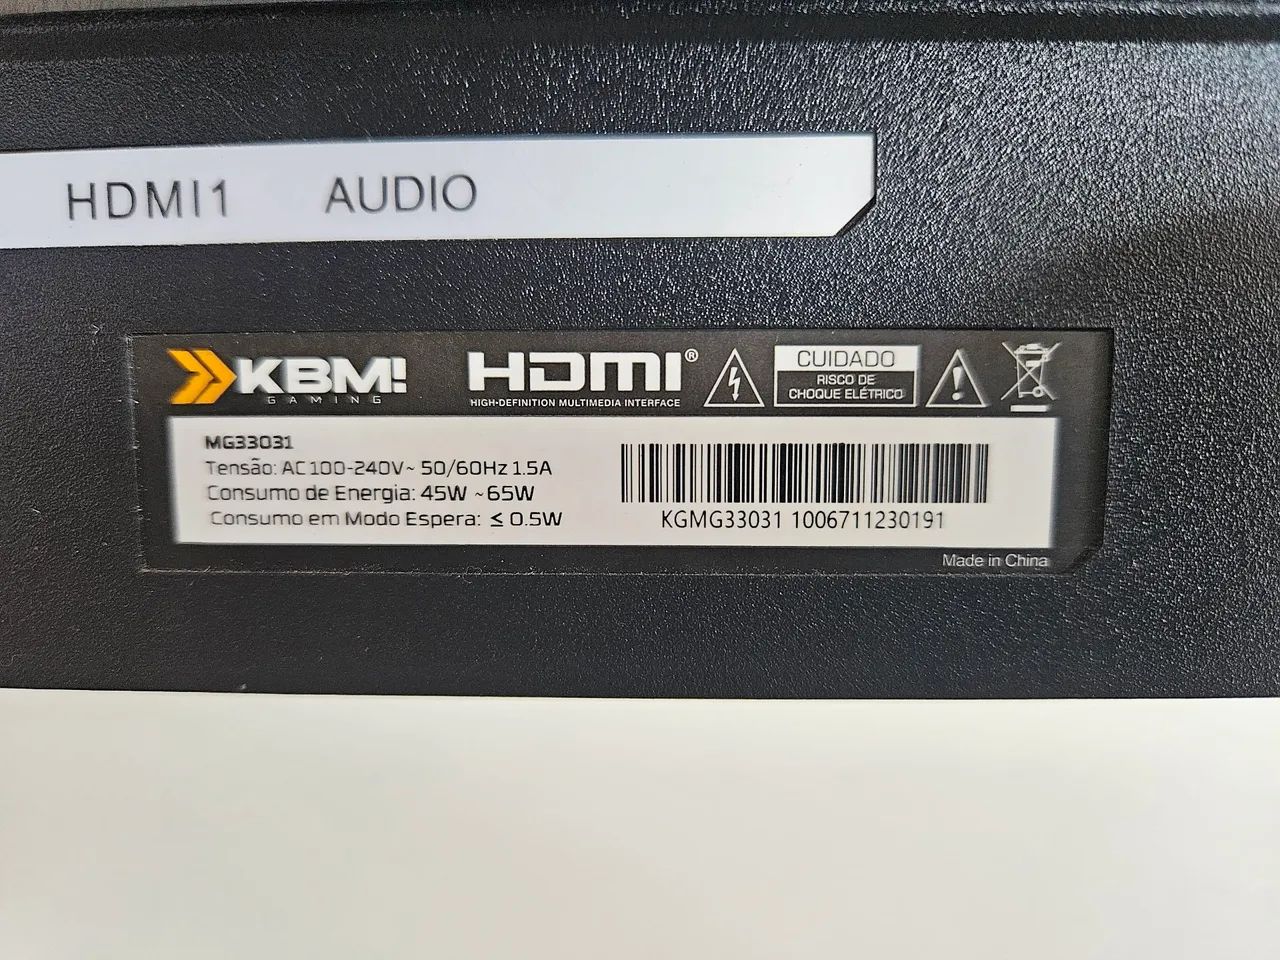 HDMI1 AUDIO
KBM!
GAMING
HDMI®
HIGH-DEFINITION MULTIMEDIA INTERFACE
CUIDADO
RISCO DE
CHOQUE ELÉTRICO
MG33031
Tensão: AC 100-240V~ 50/60Hz 1.5A
Consumo de Energia: 45W ~65W
Consumo em Modo Espera: ≤ 0.5W
KGMG33031 1006711230191
Made in China